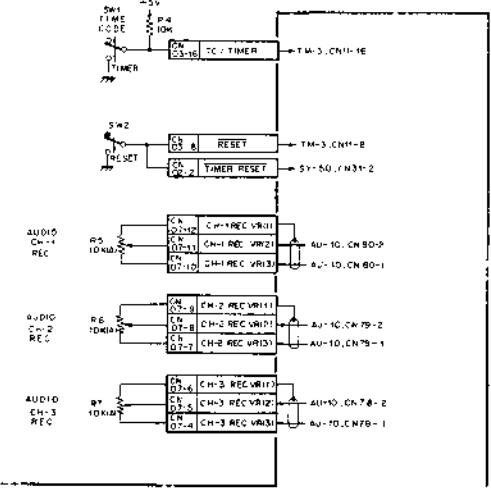 +5V
SW1
TIME
CODE
R4
10K
CN
03-16
TC / TIMER
TM-3.CN11-16
TIMER
SW2
RESET
CN
03-8
RESET
TM-3.CN11-8
CN
02-2
TIMER RESET
SY-60.CN31-2
AUDIO
CH-1
REC
R5
10K(A)
CN
07-12
CH-1 REC VR(1)
CN
07-11
CH-1 REC VR(2)
AU-10.CN80-2
CN
07-10
CH-1 REC VR(3)
AU-10.CN80-1
AUDIO
CH-2
REC
R6
10K(A)
CN
07-9
CH-2 REC VR(1)
CN
07-8
CH-2 REC VR(2)
AU-10.CN79-2
CN
07-7
CH-2 REC VR(3)
AU-10.CN79-1
AUDIO
CH-3
REC
R7
10K(A)
CN
07-6
CH-3 REC VR(1)
CN
07-5
CH-3 REC VR(2)
AU-10.CN78-2
CN
07-4
CH-3 REC VR(3)
AU-10.CN78-1